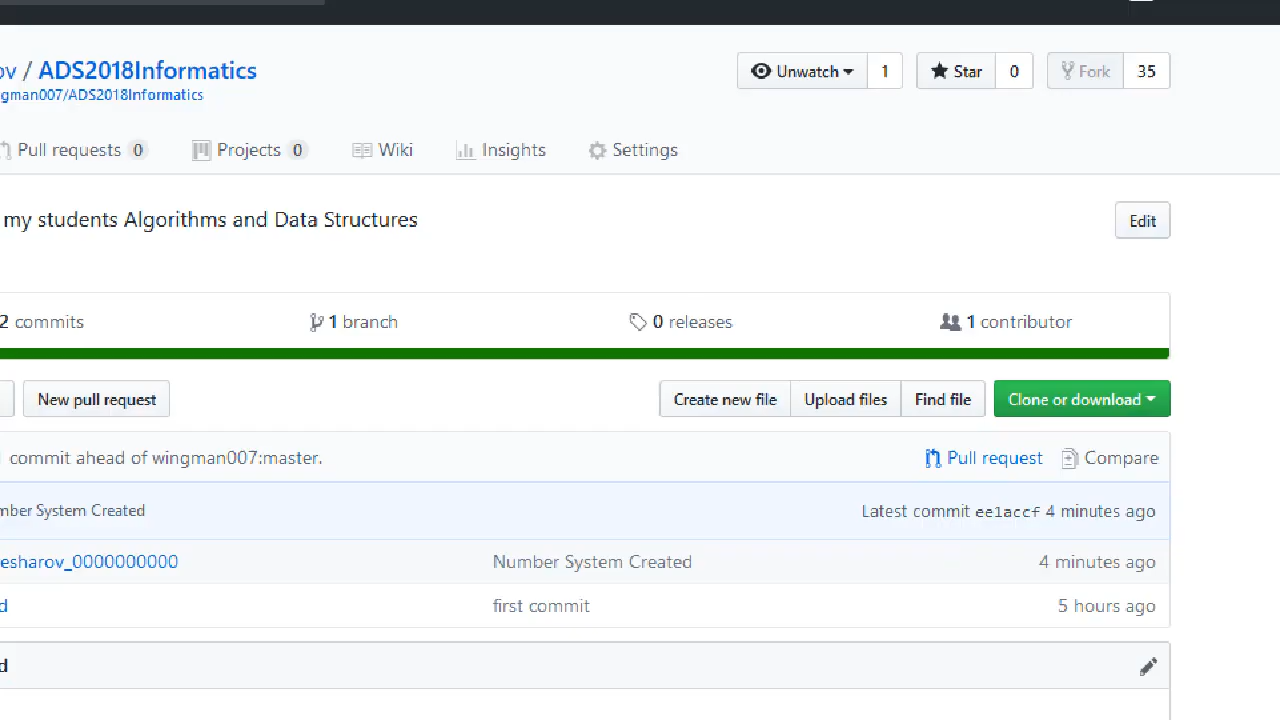 ov / ADS2018Informatics
Unwatch 1 Star 0 Fork 35
gman007/ADS2018Informatics
Pull requests 0 Projects 0 Wiki Insights Settings
my students Algorithms and Data Structures
Edit
2 commits 1 branch 0 releases 1 contributor
New pull request Create new file Upload files Find file Clone or download
commit ahead of wingman007:master. Pull request Compare
mber System Created Latest commit ee1accf 4 minutes ago
esharov_0000000000 Number System Created 4 minutes ago
d first commit 5 hours ago
d